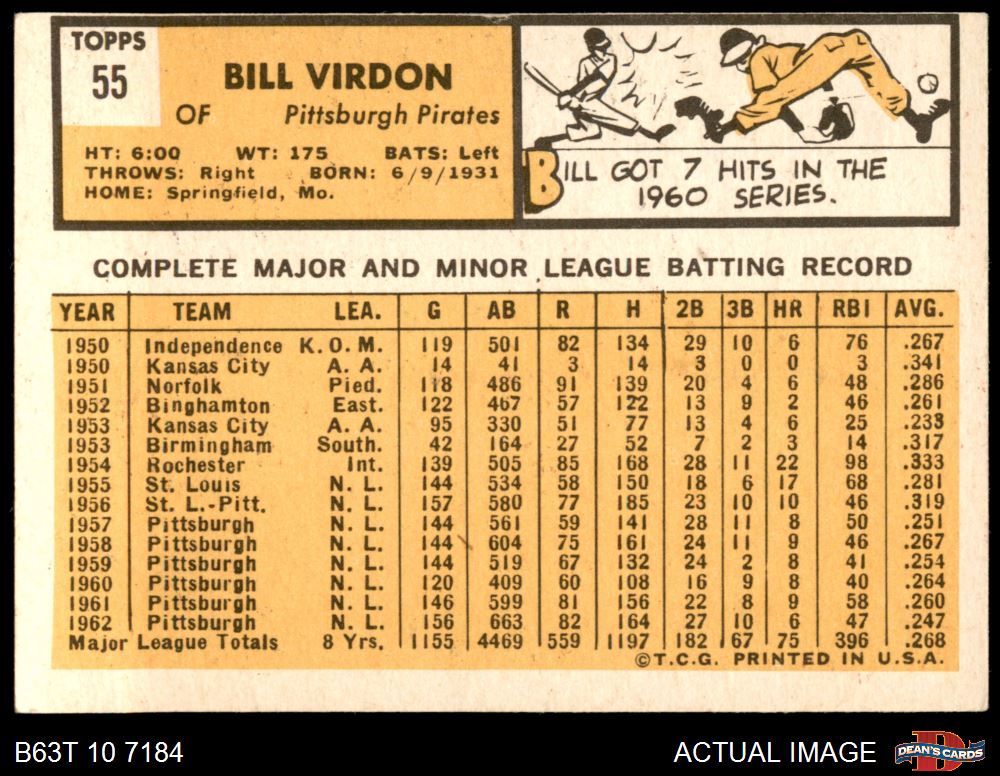 TOPPS
55
BILL VIRDON
OF Pittsburgh Pirates
HT: 6:00 WT: 175 BATS: Left
THROWS: Right BORN: 6/9/1931
HOME: Springfield, Mo.
BILL GOT 7 HITS IN THE
1960 SERIES.
COMPLETE MAJOR AND MINOR LEAGUE BATTING RECORD
YEAR TEAM LEA. G AB R H 2B 3B HR RBI AVG.
1950 Independence K.O.M. 119 501 82 134 29 10 6 76 .267
1950 Kansas City A. A. 14 41 3 14 3 0 0 3 .341
1951 Norfolk Pied. 118 486 91 139 20 4 6 48 .286
1952 Binghamton East. 122 467 57 122 13 9 2 46 .261
1953 Kansas City A. A. 95 330 51 77 13 4 6 25 .233
1953 Birmingham South. 42 164 27 52 7 2 3 14 .317
1954 Rochester Int. 139 505 85 168 28 11 22 98 .333
1955 St. Louis N. L. 144 534 58 150 18 6 17 68 .281
1956 St. L.-Pitt. N. L. 157 580 77 185 23 10 10 46 .319
1957 Pittsburgh N. L. 144 561 59 141 28 11 8 50 .251
1958 Pittsburgh N. L. 144 604 75 161 24 11 9 46 .267
1959 Pittsburgh N. L. 144 519 67 132 24 2 8 41 .254
1960 Pittsburgh N. L. 120 409 60 108 16 9 8 40 .264
1961 Pittsburgh N. L. 146 599 81 156 22 8 9 58 .260
1962 Pittsburgh N. L. 156 663 82 164 27 10 6 47 .247
Major League Totals 8 Yrs. 1155 4469 559 1197 182 67 75 396 .268
©T.C.G. PRINTED IN U.S.A.
B63T 10 7184 ACTUAL IMAGE DEAN'S CARDS